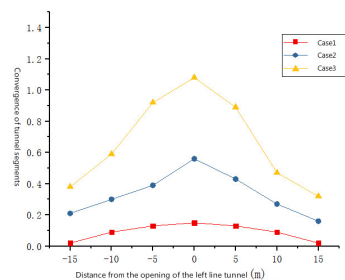 1.4
1.2
1.0
0.8
0.6
0.4
0.2
0.0
Convergence of tunnel segments
Case1
Case2
Case3
-15 -10 -5 0 5 10 15
Distance from the opening of the left line tunnel (m)